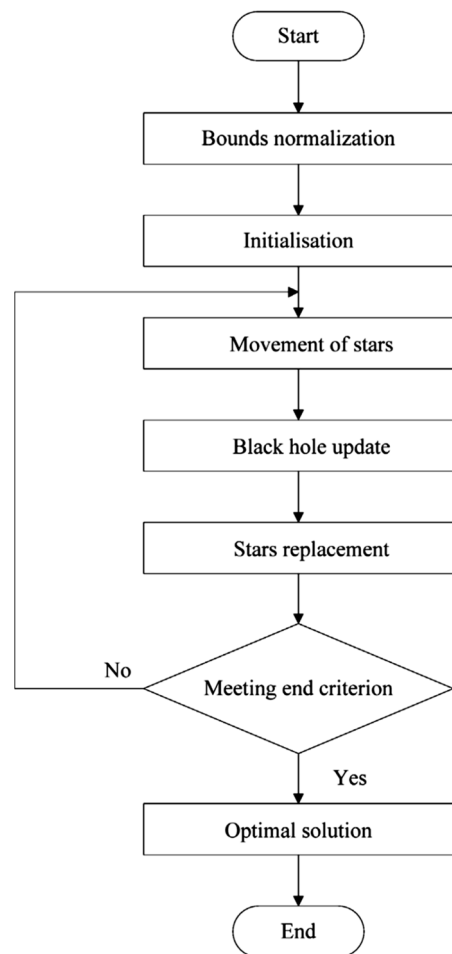 Start
Bounds normalization
Initialisation
Movement of stars
Black hole update
Stars replacement
Meeting end criterion
No
Yes
Optimal solution
End